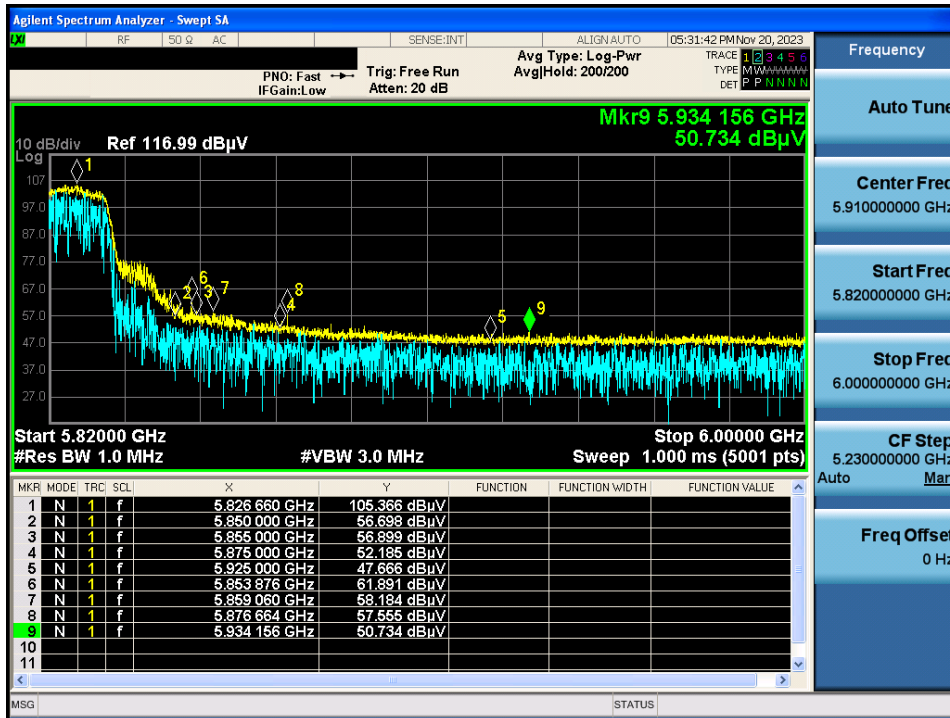 Agilent Spectrum Analyzer - Swept SA
LXI RF 50 Ω AC SENSE:INT ALIGN AUTO 05:31:42 PM Nov 20, 2023
PNO: Fast
IFGain:Low
Trig: Free Run
Atten: 20 dB
Avg Type: Log-Pwr
Avg|Hold: 200/200
TRACE 1 2 3 4 5 6
TYPE
DET P P N N N N
Mkr9 5.934 156 GHz
50.734 dBµV
10 dB/div Ref 116.99 dBµV
Log
107
97.0
87.0
77.0
67.0
57.0
47.0
37.0
27.0
1
2
3
4
5
6
7
8
9
Start 5.82000 GHz Stop 6.00000 GHz
#Res BW 1.0 MHz #VBW 3.0 MHz Sweep 1.000 ms (5001 pts)
MKR MODE TRC SCL X Y FUNCTION FUNCTION WIDTH FUNCTION VALUE
1 N 1 f 5.826 660 GHz 105.366 dBµV
2 N 1 f 5.850 000 GHz 56.698 dBµV
3 N 1 f 5.855 000 GHz 56.899 dBµV
4 N 1 f 5.875 000 GHz 52.185 dBµV
5 N 1 f 5.925 000 GHz 47.666 dBµV
6 N 1 f 5.853 876 GHz 61.891 dBµV
7 N 1 f 5.859 060 GHz 58.184 dBµV
8 N 1 f 5.876 664 GHz 57.555 dBµV
9 N 1 f 5.934 156 GHz 50.734 dBµV
10
11
MSG STATUS
Frequency
Auto Tune
Center Freq
5.910000000 GHz
Start Freq
5.820000000 GHz
Stop Freq
6.000000000 GHz
CF Step
5.230000000 GHz
Auto Man
Freq Offset
0 Hz